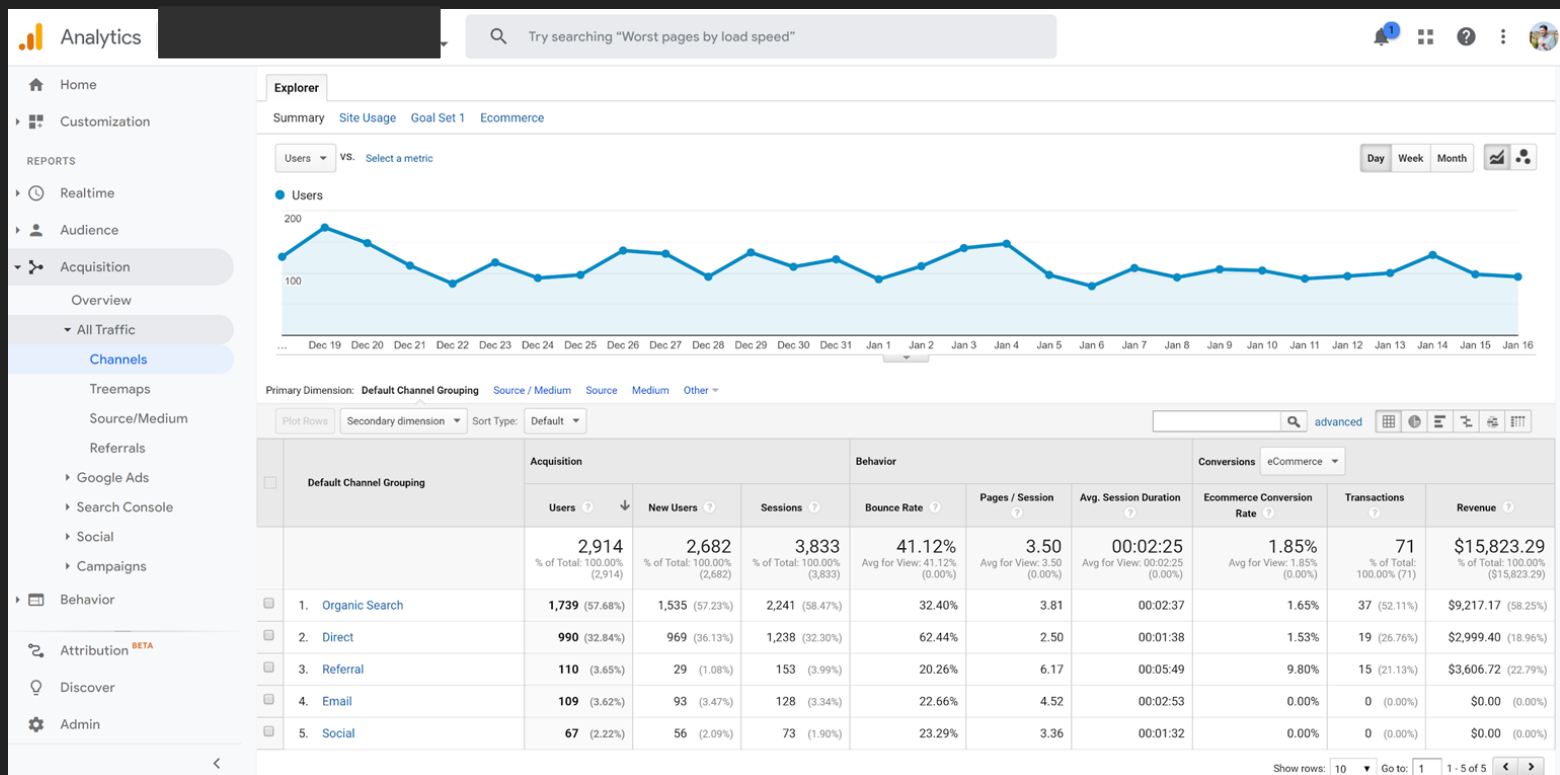 Analytics
Try searching “Worst pages by load speed”
1
Home
Customization
REPORTS
Realtime
Audience
Acquisition
Overview
All Traffic
Channels
Treemaps
Source/Medium
Referrals
Google Ads
Search Console
Social
Campaigns
Behavior
Attribution BETA
Discover
Admin
Explorer
Summary Site Usage Goal Set 1 Ecommerce
Users VS. Select a metric
Day Week Month
Users
200
100
... Dec 19 Dec 20 Dec 21 Dec 22 Dec 23 Dec 24 Dec 25 Dec 26 Dec 27 Dec 28 Dec 29 Dec 30 Dec 31 Jan 1 Jan 2 Jan 3 Jan 4 Jan 5 Jan 6 Jan 7 Jan 8 Jan 9 Jan 10 Jan 11 Jan 12 Jan 13 Jan 14 Jan 15 Jan 16
Primary Dimension: Default Channel Grouping Source / Medium Source Medium Other
Plot Rows Secondary dimension Sort Type: Default advanced
Default Channel Grouping
Acquisition Behavior Conversions eCommerce
Users ? New Users ? Sessions ? Bounce Rate ? Pages / Session ? Avg. Session Duration ? Ecommerce Conversion Rate ? Transactions ? Revenue ?
2,914 2,682 3,833 41.12% 3.50 00:02:25 1.85% 71 $15,823.29
% of Total: 100.00% % of Total: 100.00% % of Total: 100.00% Avg for View: 41.12% Avg for View: 3.50 Avg for View: 00:02:25 Avg for View: 1.85% % of Total: % of Total: 100.00%
(2,914) (2,682) (3,833) (0.00%) (0.00%) (0.00%) (0.00%) 100.00% (71) ($15,823.29)
1. Organic Search 1,739 (57.68%) 1,535 (57.23%) 2,241 (58.47%) 32.40% 3.81 00:02:37 1.65% 37 (52.11%) $9,217.17 (58.25%)
2. Direct 990 (32.84%) 969 (36.13%) 1,238 (32.30%) 62.44% 2.50 00:01:38 1.53% 19 (26.76%) $2,999.40 (18.96%)
3. Referral 110 (3.65%) 29 (1.08%) 153 (3.99%) 20.26% 6.17 00:05:49 9.80% 15 (21.13%) $3,606.72 (22.79%)
4. Email 109 (3.62%) 93 (3.47%) 128 (3.34%) 22.66% 4.52 00:02:53 0.00% 0 (0.00%) $0.00 (0.00%)
5. Social 67 (2.22%) 56 (2.09%) 73 (1.90%) 23.29% 3.36 00:01:32 0.00% 0 (0.00%) $0.00 (0.00%)
Show rows: 10 Go to: 1 1 - 5 of 5